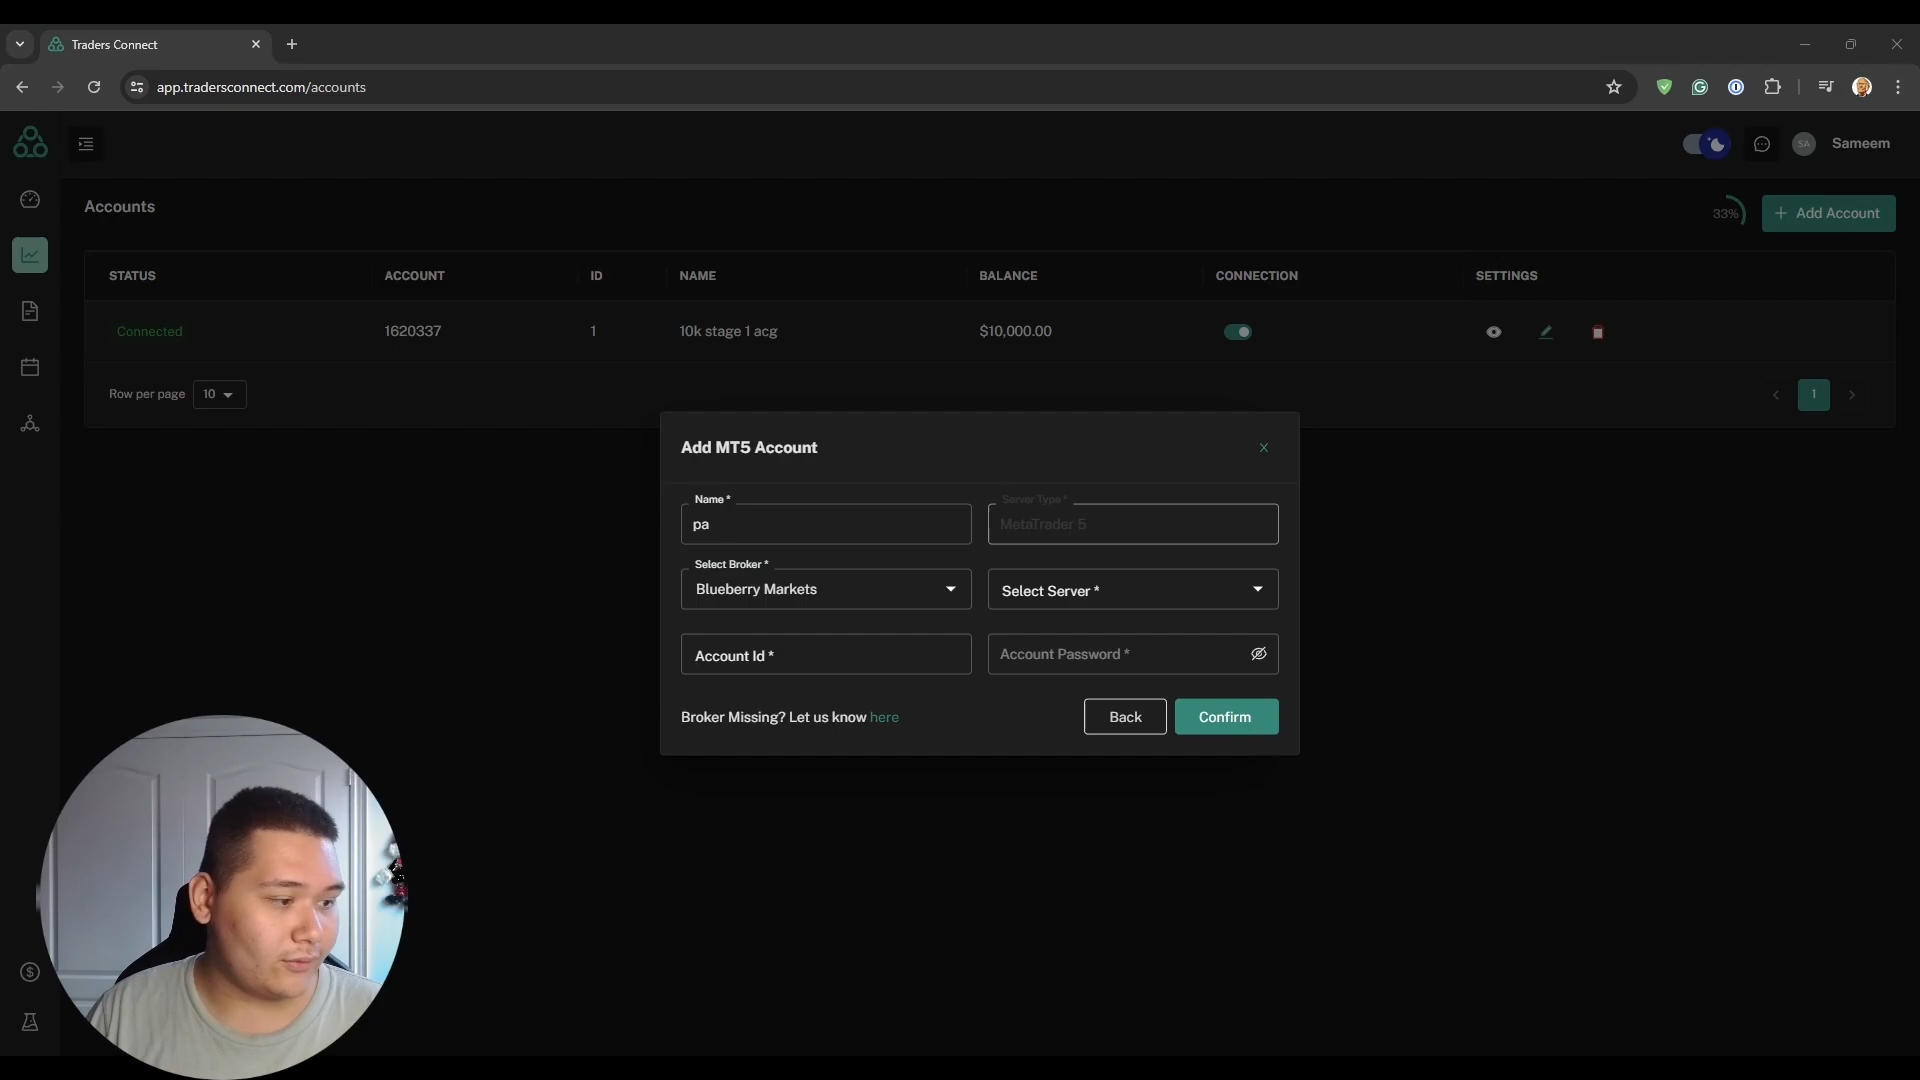 Traders Connect
app.tradersconnect.com/accounts
SA
Sameem
Accounts
33%
+ Add Account
STATUS ACCOUNT ID NAME BALANCE CONNECTION SETTINGS
Connected 1620337 1 10k stage 1 acg $10,000.00
Row per page 10
1
Add MT5 Account
Name *
pa
Server Type *
MetaTrader 5
Select Broker *
Blueberry Markets
Select Server *
Account Id *
Account Password *
Broker Missing? Let us know here
Back
Confirm